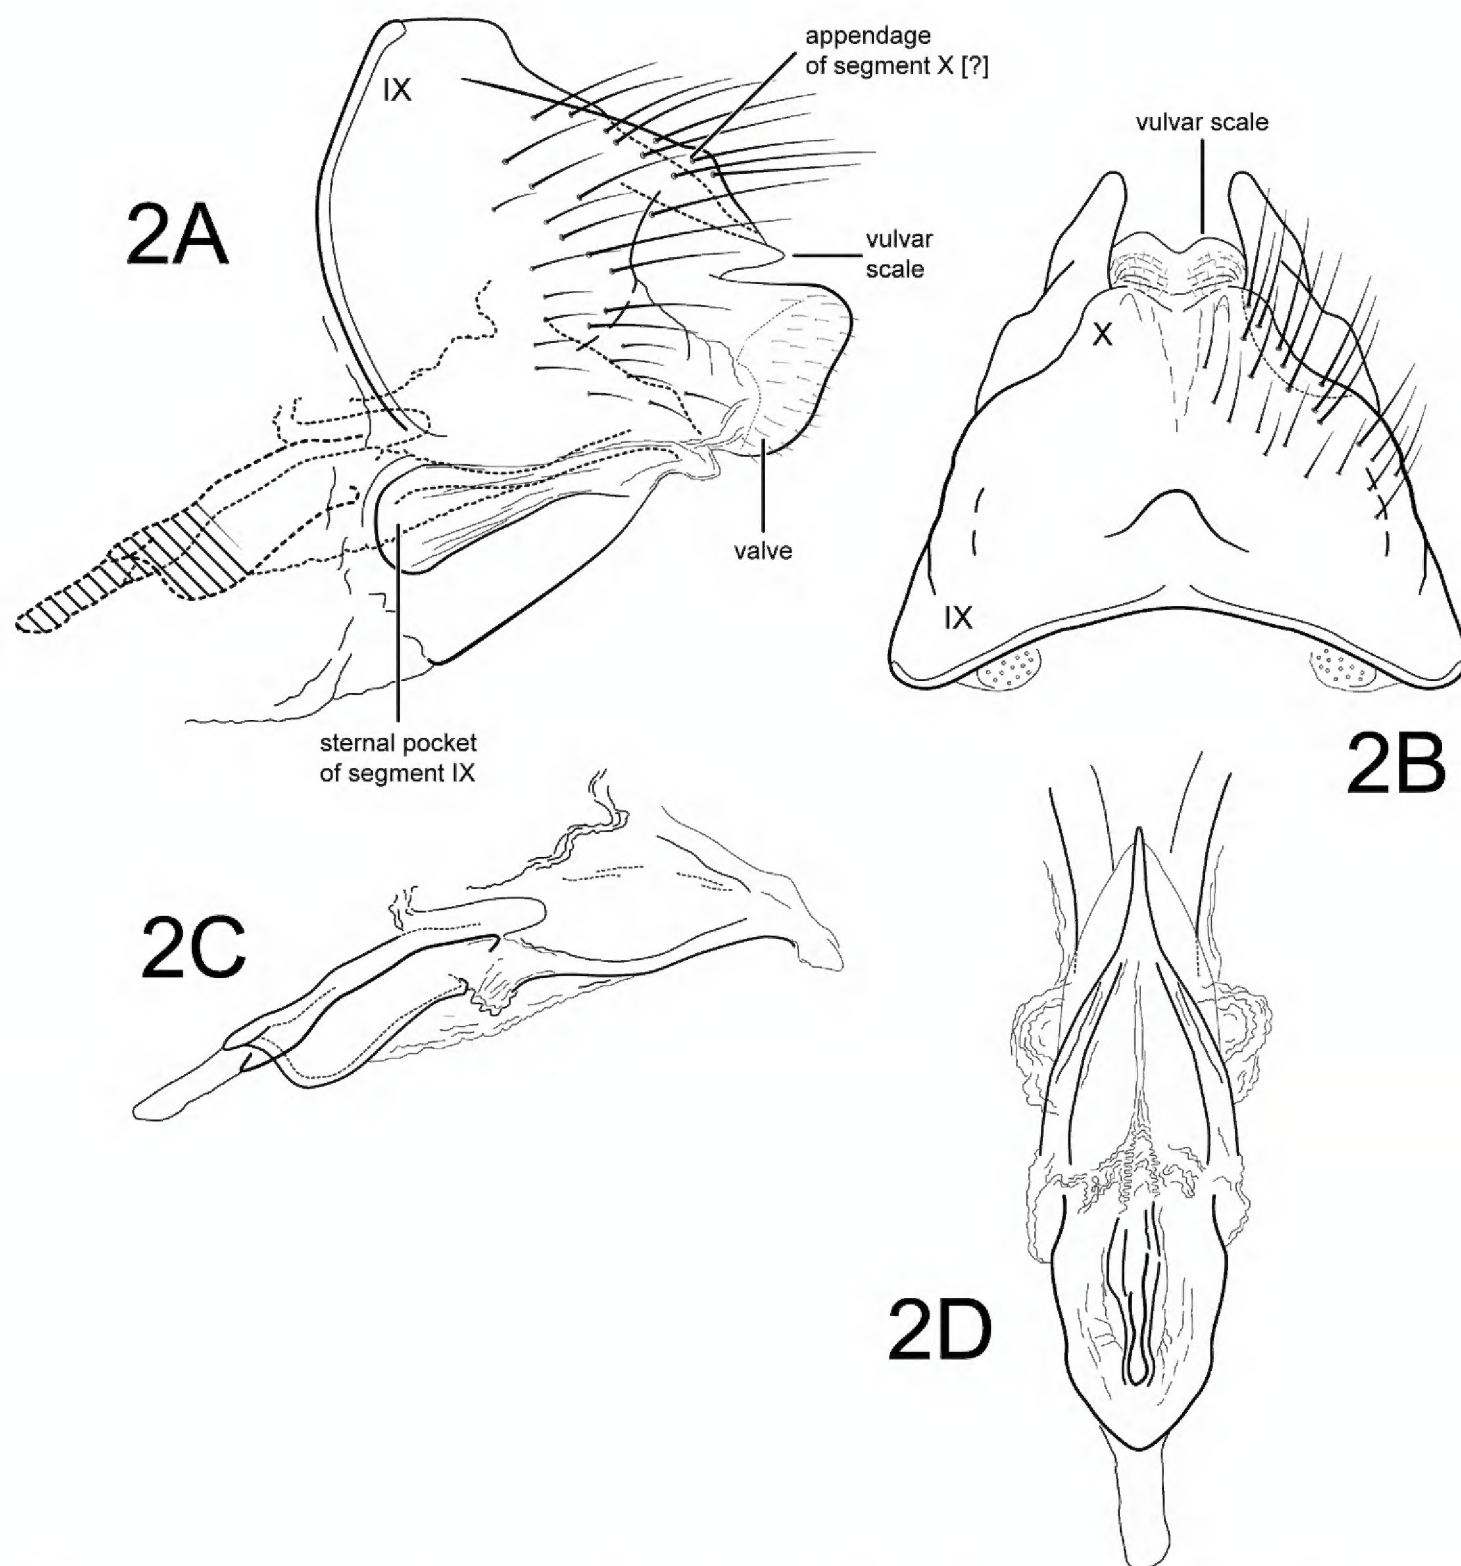 appendage
of segment X [?]
IX
2A
vulvar
scale
valve
sternal pocket
of segment IX
vulvar scale
X
IX
2B
2C
2D